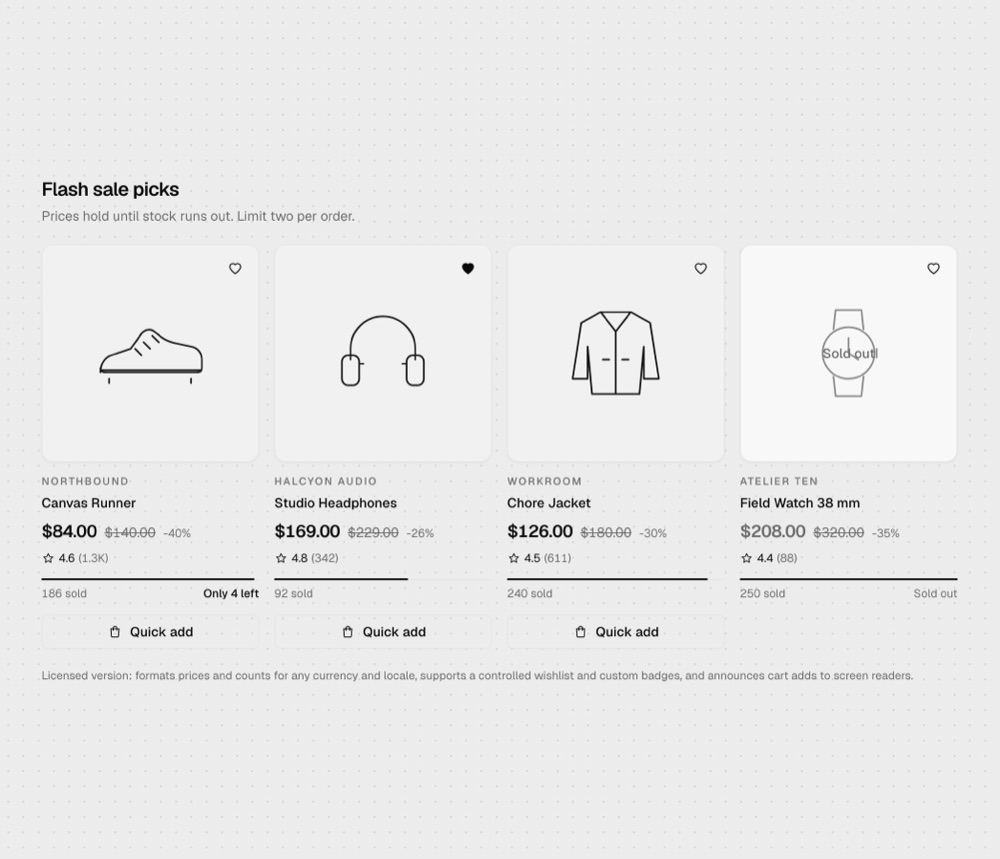 Flash sale picks
Prices hold until stock runs out. Limit two per order.
Sold out
NORTHBOUND
Canvas Runner
$84.00 $140.00 -40%
4.6 (1.3K)
186 sold Only 4 left
Quick add
HALCYON AUDIO
Studio Headphones
$169.00 $229.00 -26%
4.8 (342)
92 sold
Quick add
WORKROOM
Chore Jacket
$126.00 $180.00 -30%
4.5 (611)
240 sold
Quick add
ATELIER TEN
Field Watch 38 mm
$208.00 $320.00 -35%
4.4 (88)
250 sold Sold out
Licensed version: formats prices and counts for any currency and locale, supports a controlled wishlist and custom badges, and announces cart adds to screen readers.